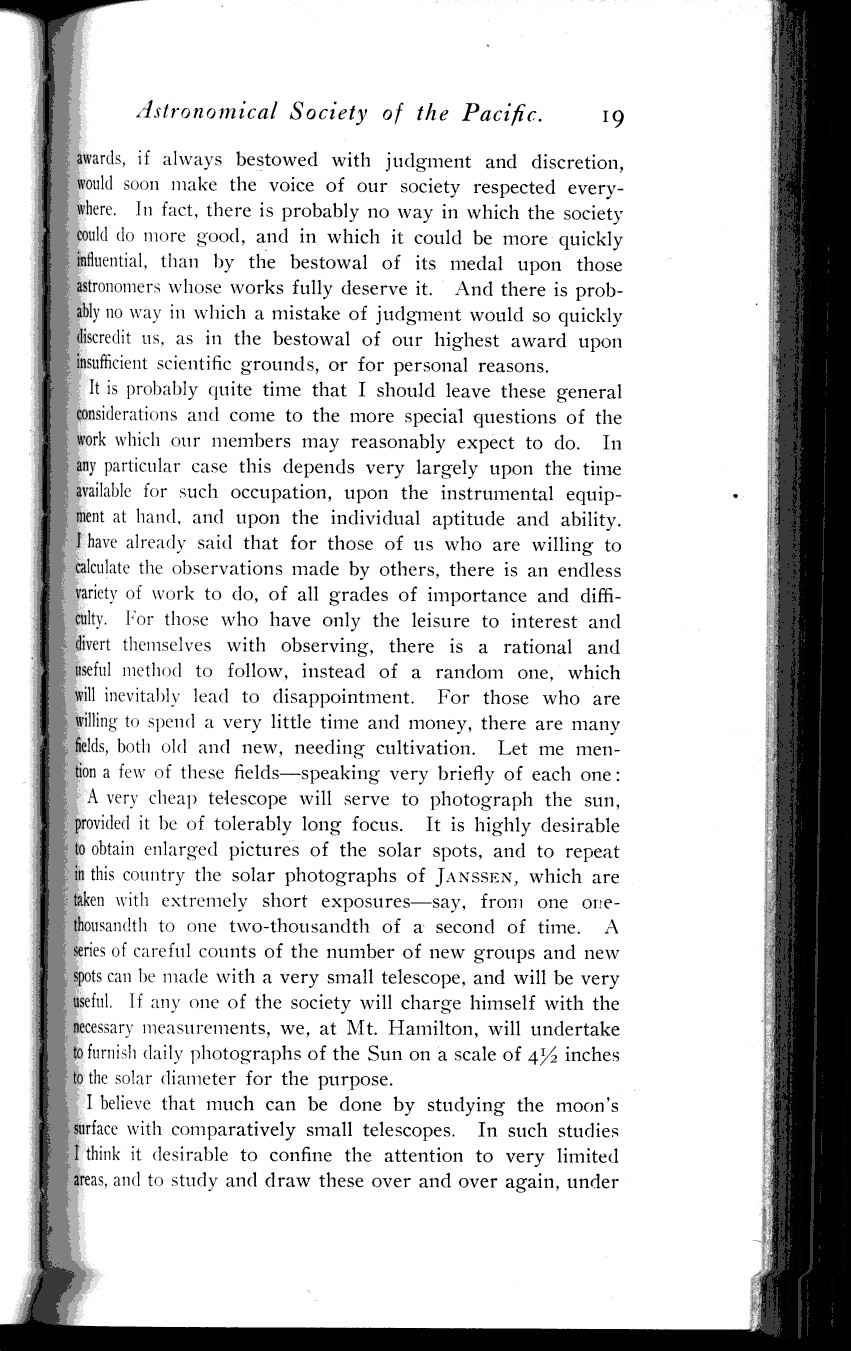 Astronomical Society of the Pacific. 19
awards, if always bestowed with judgment and discretion,
would soon make the voice of our society respected every-
where. In fact, there is probably no way in which the society
could do more good, and in which it could be more quickly
influential, than by the bestowal of its medal upon those
astronomers whose works fully deserve it. And there is prob-
ably no way in which a mistake of judgment would so quickly
discredit us, as in the bestowal of our highest award upon
insufficient scientific grounds, or for personal reasons.
It is probably quite time that I should leave these general
considerations and come to the more special questions of the
work which our members may reasonably expect to do. In
any particular case this depends very largely upon the time
available for such occupation, upon the instrumental equip-
ment at hand, and upon the individual aptitude and ability.
I have already said that for those of us who are willing to
calculate the observations made by others, there is an endless
variety of work to do, of all grades of importance and diffi-
culty. For those who have only the leisure to interest and
divert themselves with observing, there is a rational and
useful method to follow, instead of a random one, which
will inevitably lead to disappointment. For those who are
willing to spend a very little time and money, there are many
fields, both old and new, needing cultivation. Let me men-
tion a few of these fields—speaking very briefly of each one:
A very cheap telescope will serve to photograph the sun,
provided it be of tolerably long focus. It is highly desirable
to obtain enlarged pictures of the solar spots, and to repeat
in this country the solar photographs of JANSSEN, which are
taken with extremely short exposures—say, from one one-
thousandth to one two-thousandth of a second of time. A
series of careful counts of the number of new groups and new
spots can be made with a very small telescope, and will be very
useful. If any one of the society will charge himself with the
necessary measurements, we, at Mt. Hamilton, will undertake
to furnish daily photographs of the Sun on a scale of 4½ inches
to the solar diameter for the purpose.
I believe that much can be done by studying the moon's
surface with comparatively small telescopes. In such studies
I think it desirable to confine the attention to very limited
areas, and to study and draw these over and over again, under